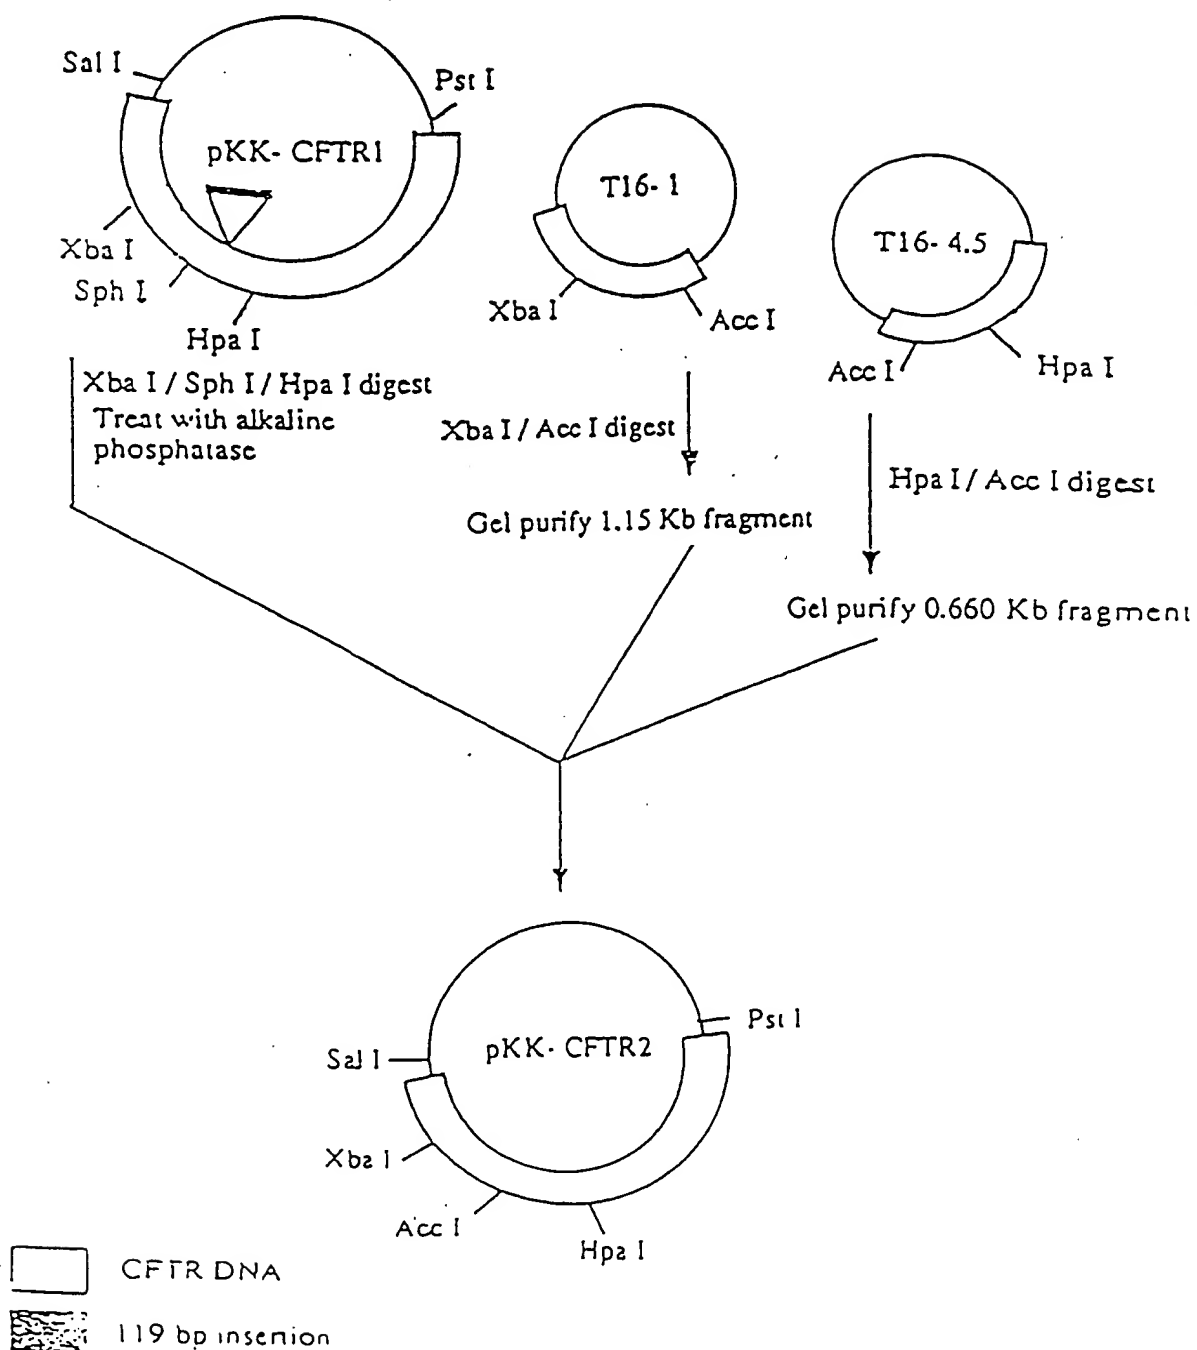 Sal I
Pst I
pKK- CFTR1
Xba I
Sph I
Hpa I
T16- 1
Xba I
Acc I
T16- 4.5
Acc I
Hpa I
Xba I / Sph I / Hpa I digest
Treat with alkaline
phosphatase
Xba I / Acc I digest
Hpa I / Acc I digest
Gel purify 1.15 Kb fragment
Gel purify 0.660 Kb fragment
Pst I
Sal I
pKK- CFTR2
Xba I
Acc I
Hpa I
CFTR DNA
119 bp insertion